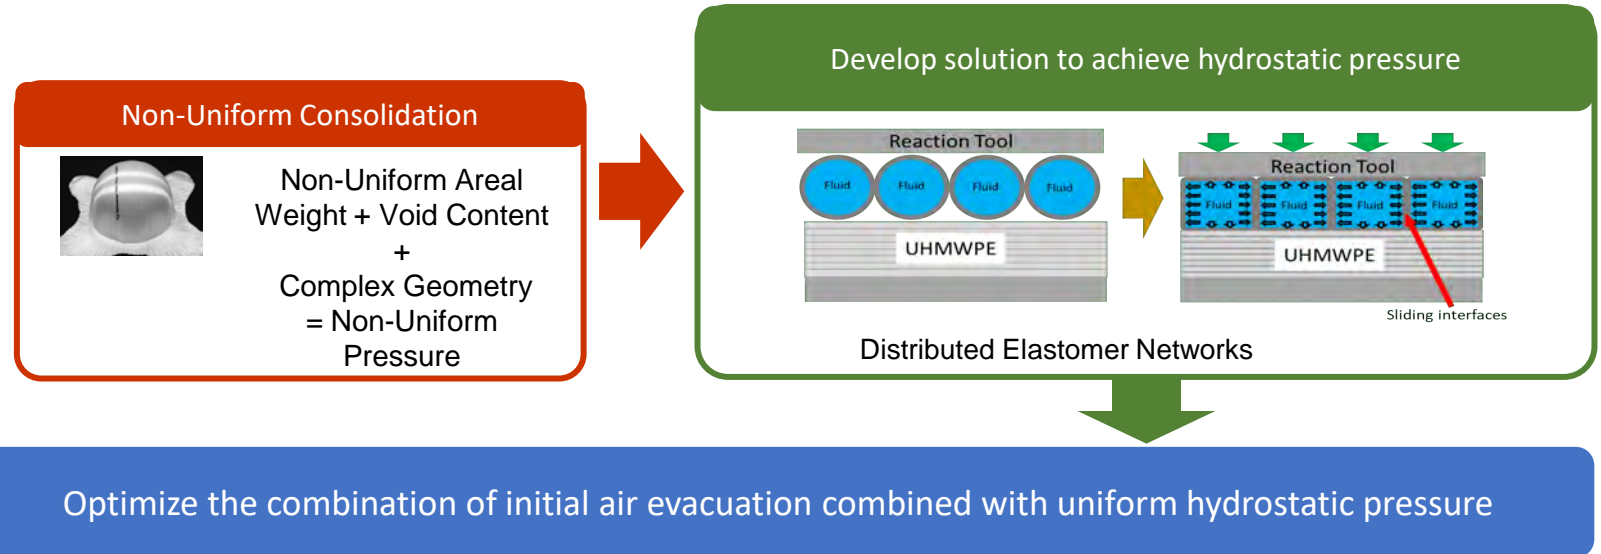 Non-Uniform Consolidation
Non-Uniform Areal
Weight + Void Content
+
Complex Geometry
= Non-Uniform
Pressure
Develop solution to achieve hydrostatic pressure
Reaction Tool
Fluid Fluid Fluid Fluid
UHMWPE
Reaction Tool
Fluid Fluid Fluid Fluid
UHMWPE
Sliding interfaces
Distributed Elastomer Networks
Optimize the combination of initial air evacuation combined with uniform hydrostatic pressure